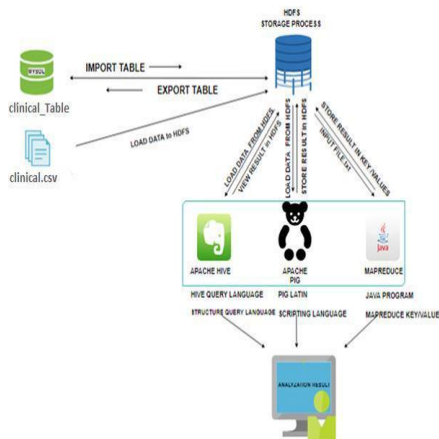 HDFS
STORAGE PROCESS
MYSQL
IMPORT TABLE
EXPORT TABLE
clinical_Table
LOAD DATA to HDFS
clinical.csv
LOAD DATA FROM HDFS
VIEW RESULT in HDFS
LOAD DATA FROM HDFS
STORE RESULT in HDFS
STORE RESULT IN KEY /VALUES
INPUT FILE.txt
APACHE HIVE
APACHE
PIG
Java
MAPREDUCE
HIVE QUERY LANGUAGE
PIG LATIN
JAVA PROGRAM
STRUCTURE QUERY LANGUAGE
SCRIPTING LANGUAGE
MAPREDUCE KEY/VALUE
ANALYZATION RESULT